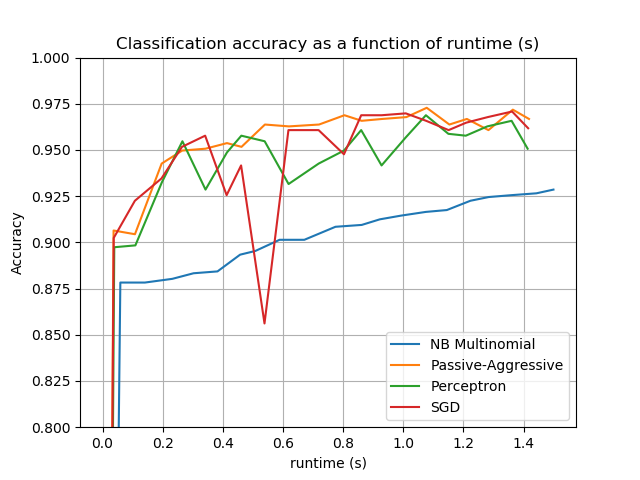 Classification accuracy as a function of runtime (s)
1.000
0.975
0.950
0.925
0.900
0.875
0.850
0.825
0.800
Accuracy
NB Multinomial
Passive-Aggressive
Perceptron
SGD
0.0 0.2 0.4 0.6 0.8 1.0 1.2 1.4
runtime (s)